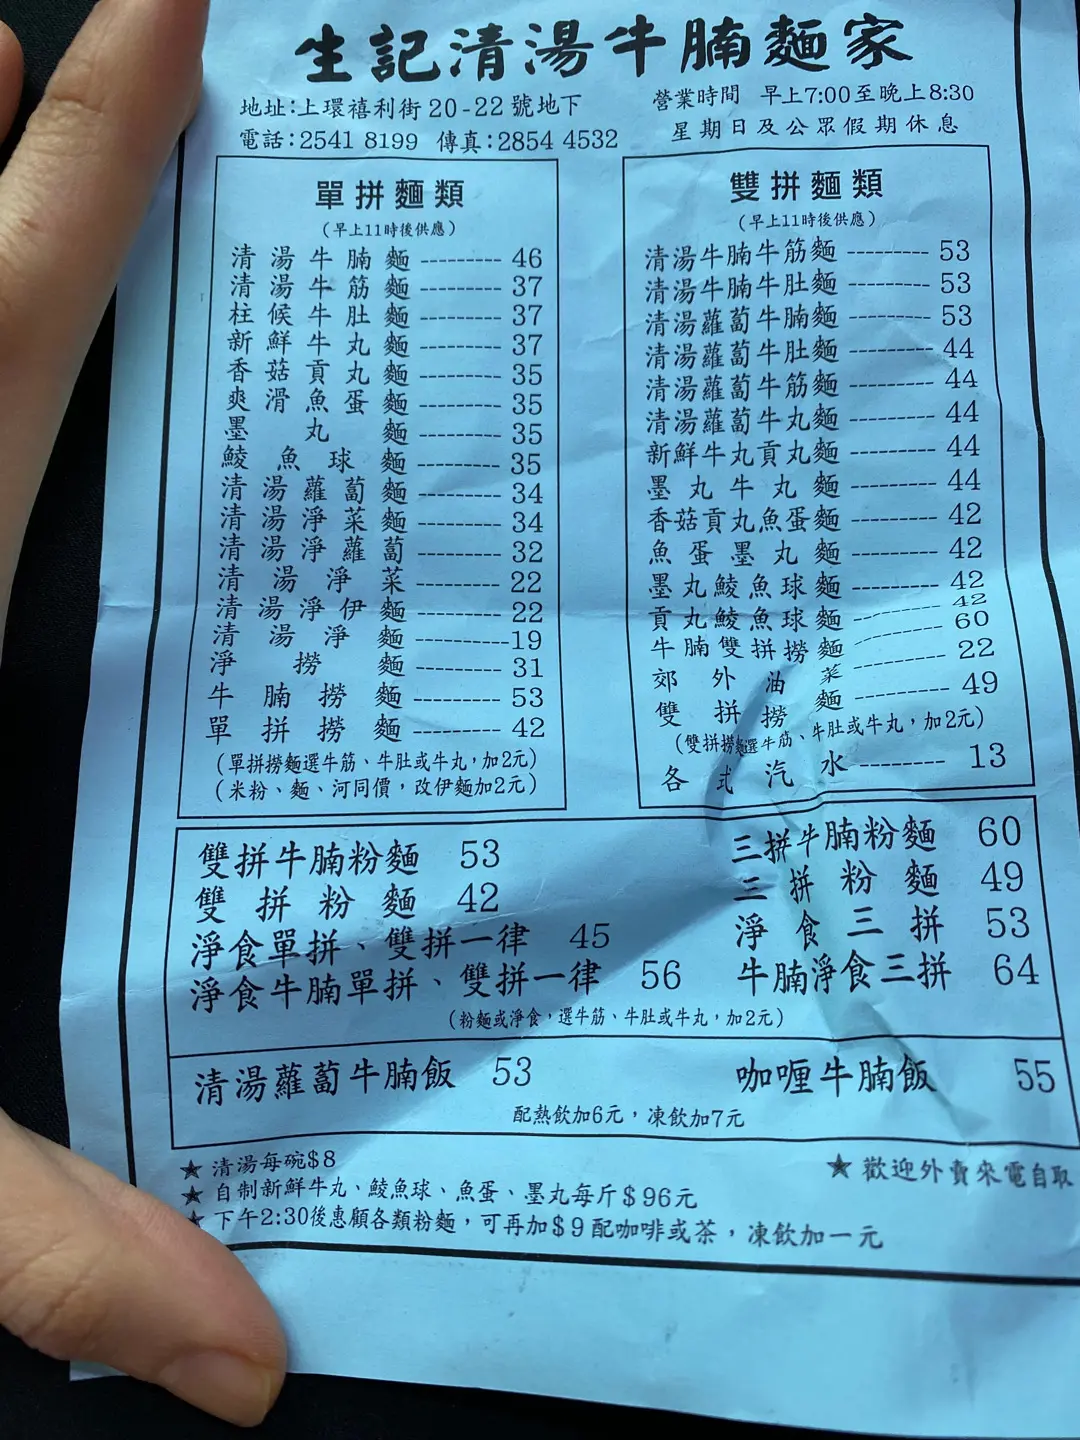 生記清湯牛腩麵家
地址:上環禧利街20-22號地下
電話:2541 8199 傳真:2854 4532
營業時間 早上7:00至晚上8:30
星期日及公眾假期休息
單拼麵類
(早上11時後供應)
清湯牛腩麵 46
清湯牛筋麵 37
柱候牛肚麵 37
新鮮牛丸麵 37
香菇貢丸麵 35
爽滑魚蛋麵 35
墨丸麵 35
鯪魚球麵 35
清湯蘿蔔麵 34
清湯淨菜麵 34
清湯淨蘿蔔 32
清湯淨菜 22
清湯淨伊麵 22
清湯淨麵 19
淨撈麵 31
牛腩撈麵 53
單拼撈麵 42
(單拼撈麵選牛筋、牛肚或牛丸,加2元)
(米粉、麵、河同價,改伊麵加2元)
雙拼麵類
(早上11時後供應)
清湯牛腩牛筋麵 53
清湯牛腩牛肚麵 53
清湯蘿蔔牛腩麵 53
清湯蘿蔔牛肚麵 44
清湯蘿蔔牛筋麵 44
清湯蘿蔔牛丸麵 44
新鮮牛丸貢丸麵 44
墨丸牛丸麵 44
香菇貢丸魚蛋麵 42
魚蛋墨丸麵 42
墨丸鯪魚球麵 42
貢丸鯪魚球麵 42
牛腩雙拼撈麵 60
郊外油菜 22
雙拼撈麵 49
(雙拼撈麵選牛筋、牛肚或牛丸,加2元)
各式汽水 13
雙拼牛腩粉麵 53
雙拼粉麵 42
淨食單拼、雙拼一律 45
淨食牛腩單拼、雙拼一律 56
三拼牛腩粉麵 60
三拼粉麵 49
淨食三拼 53
牛腩淨食三拼 64
(粉麵或淨食,選牛筋、牛肚或牛丸,加2元)
清湯蘿蔔牛腩飯 53
咖喱牛腩飯 55
配熱飲加6元,凍飲加7元
★ 清湯每碗$8
★ 歡迎外賣來電自取
★ 自制新鮮牛丸、鯪魚球、魚蛋、墨丸每斤$96元
★ 下午2:30後惠顧各類粉麵,可再加$9配咖啡或茶,凍飲加一元